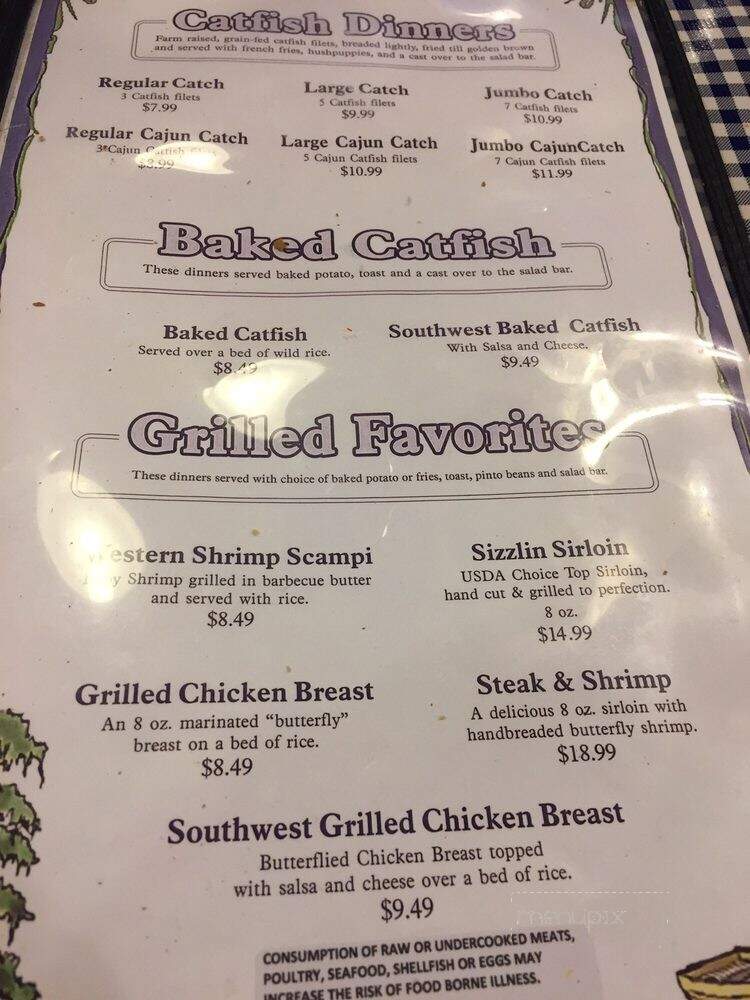 Catfish Dinners
Farm raised, grain-fed catfish filets, breaded lightly, fried till golden brown
and served with french fries, hushpuppies, and a cast over to the salad bar.
Regular Catch
3 Catfish filets
$7.99
Large Catch
5 Catfish filets
$9.99
Jumbo Catch
7 Catfish filets
$10.99
Regular Cajun Catch
3 Cajun Catfish
$8.99
Large Cajun Catch
5 Cajun Catfish filets
$10.99
Jumbo CajunCatch
7 Cajun Catfish filets
$11.99
Baked Catfish
These dinners served baked potato, toast and a cast over to the salad bar.
Baked Catfish
Served over a bed of wild rice.
$8.49
Southwest Baked Catfish
With Salsa and Cheese.
$9.49
Grilled Favorites
These dinners served with choice of baked potato or fries, toast, pinto beans and salad bar.
Western Shrimp Scampi
Shrimp grilled in barbecue butter
and served with rice.
$8.49
Sizzlin Sirloin
USDA Choice Top Sirloin,
hand cut & grilled to perfection.
8 oz.
$14.99
Grilled Chicken Breast
An 8 oz. marinated “butterfly”
breast on a bed of rice.
$8.49
Steak & Shrimp
A delicious 8 oz. sirloin with
handbreaded butterfly shrimp.
$18.99
Southwest Grilled Chicken Breast
Butterflied Chicken Breast topped
with salsa and cheese over a bed of rice.
$9.49
menupix
CONSUMPTION OF RAW OR UNDERCOOKED MEATS,
POULTRY, SEAFOOD, SHELLFISH OR EGGS MAY
INCREASE THE RISK OF FOOD BORNE ILLNESS.